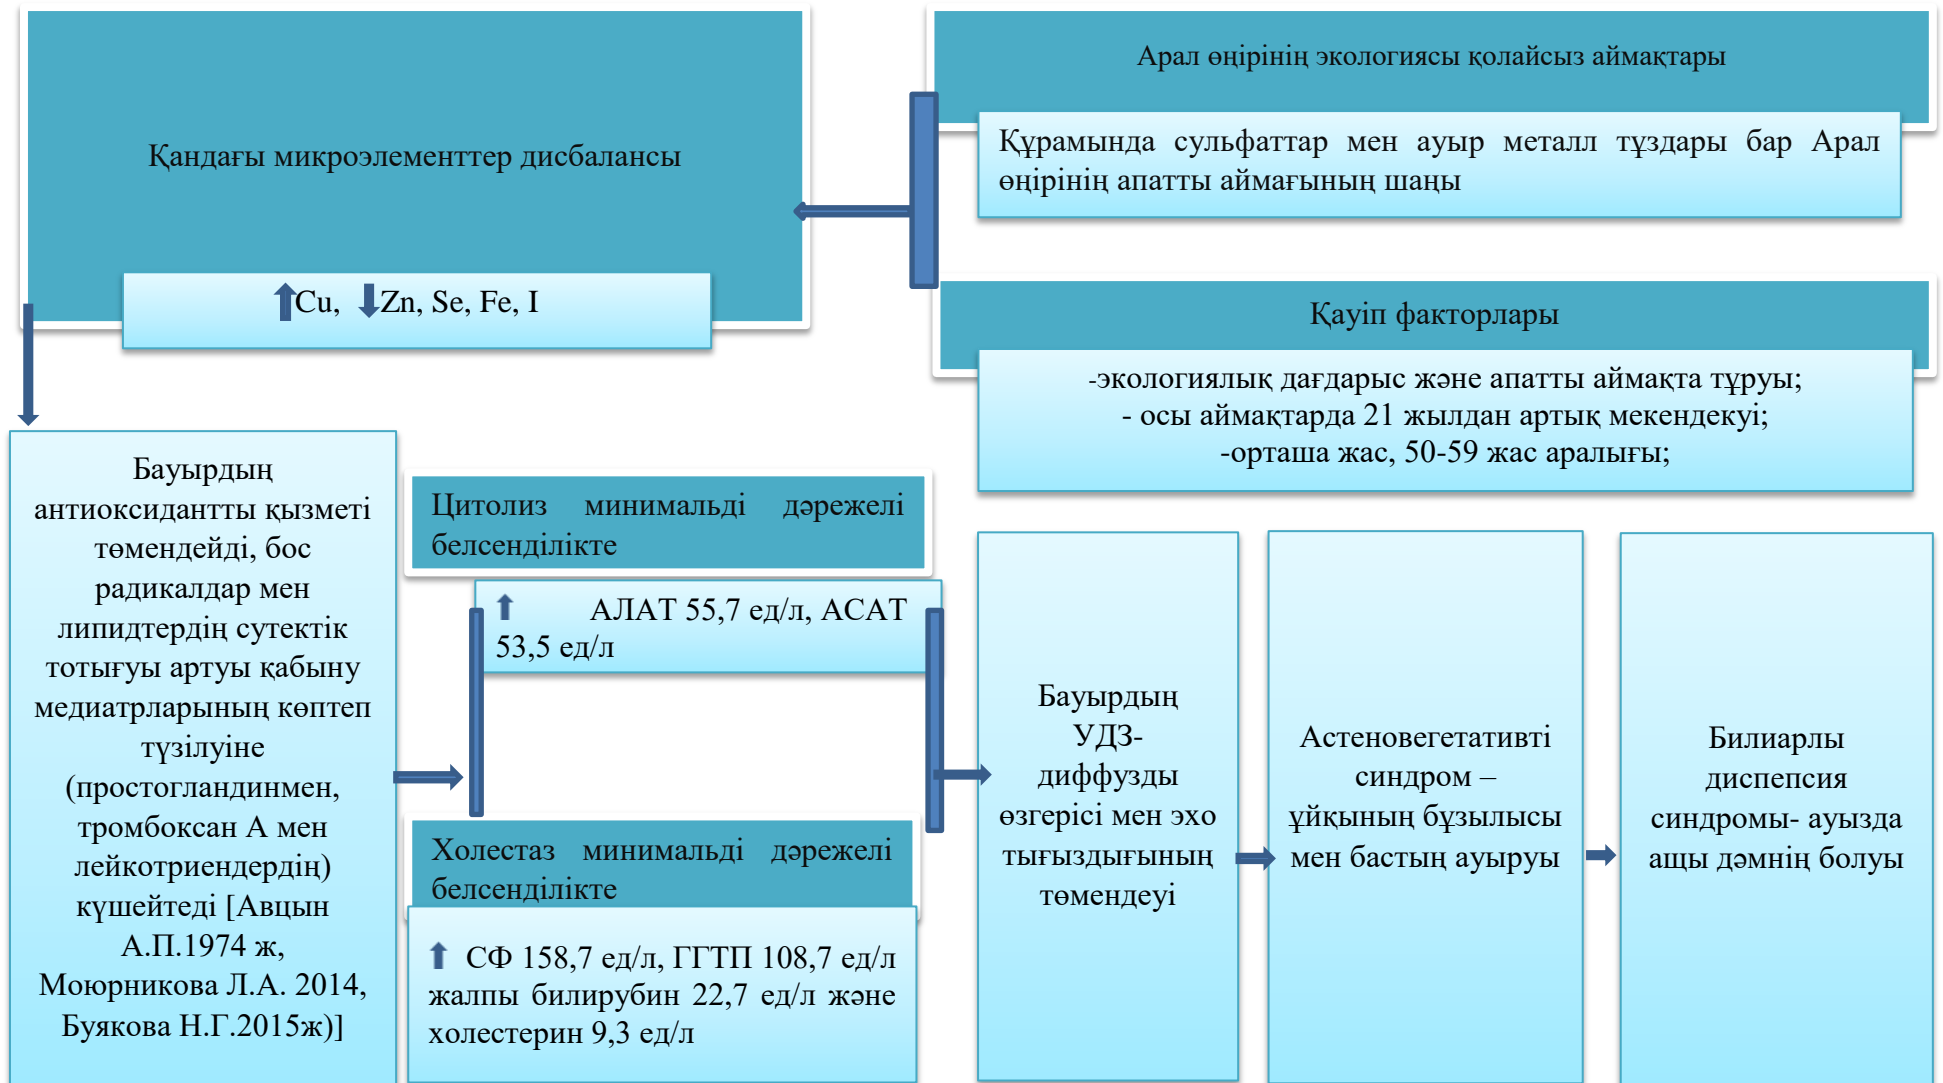 Қандағы микроэлементтер дисбалансы
Cu, Zn, Se, Fe, I
Арал өңірінің экологиясы қолайсыз аймақтары
Құрамында сульфаттар мен ауыр металл тұздары бар Арал
өңірінің апатты аймағының шаңы
Қауіп факторлары
-экологиялық дағдарыс және апатты аймақта тұруы;
- осы аймақтарда 21 жылдан артық мекендекуі;
-орташа жас, 50-59 жас аралығы;
Бауырдың
антиоксидантты қызметі
төмендейді, бос
радикалдар мен
липидтердің сутектік
тотығуы артуы қабыну
медиатрларының көптеп
түзілуіне
(простогландинмен,
тромбоксан А мен
лейкотриендердің)
күшейтеді [Авцын
А.П.1974 ж,
Моюрникова Л.А. 2014,
Буякова Н.Г.2015ж)]
Цитолиз минимальді дәрежелі
белсенділікте
АЛАТ 55,7 ед/л, АСАТ
53,5 ед/л
Холестаз минимальді дәрежелі
белсенділікте
СФ 158,7 ед/л, ГГТП 108,7 ед/л
жалпы билирубин 22,7 ед/л және
холестерин 9,3 ед/л
Бауырдың
УДЗ-
диффузды
өзгерісі мен эхо
тығыздығының
төмендеуі
Астеновегетативті
синдром –
ұйқының бұзылысы
мен бастың ауыруы
Билиарлы
диспепсия
синдромы- ауызда
ащы дәмнің болуы